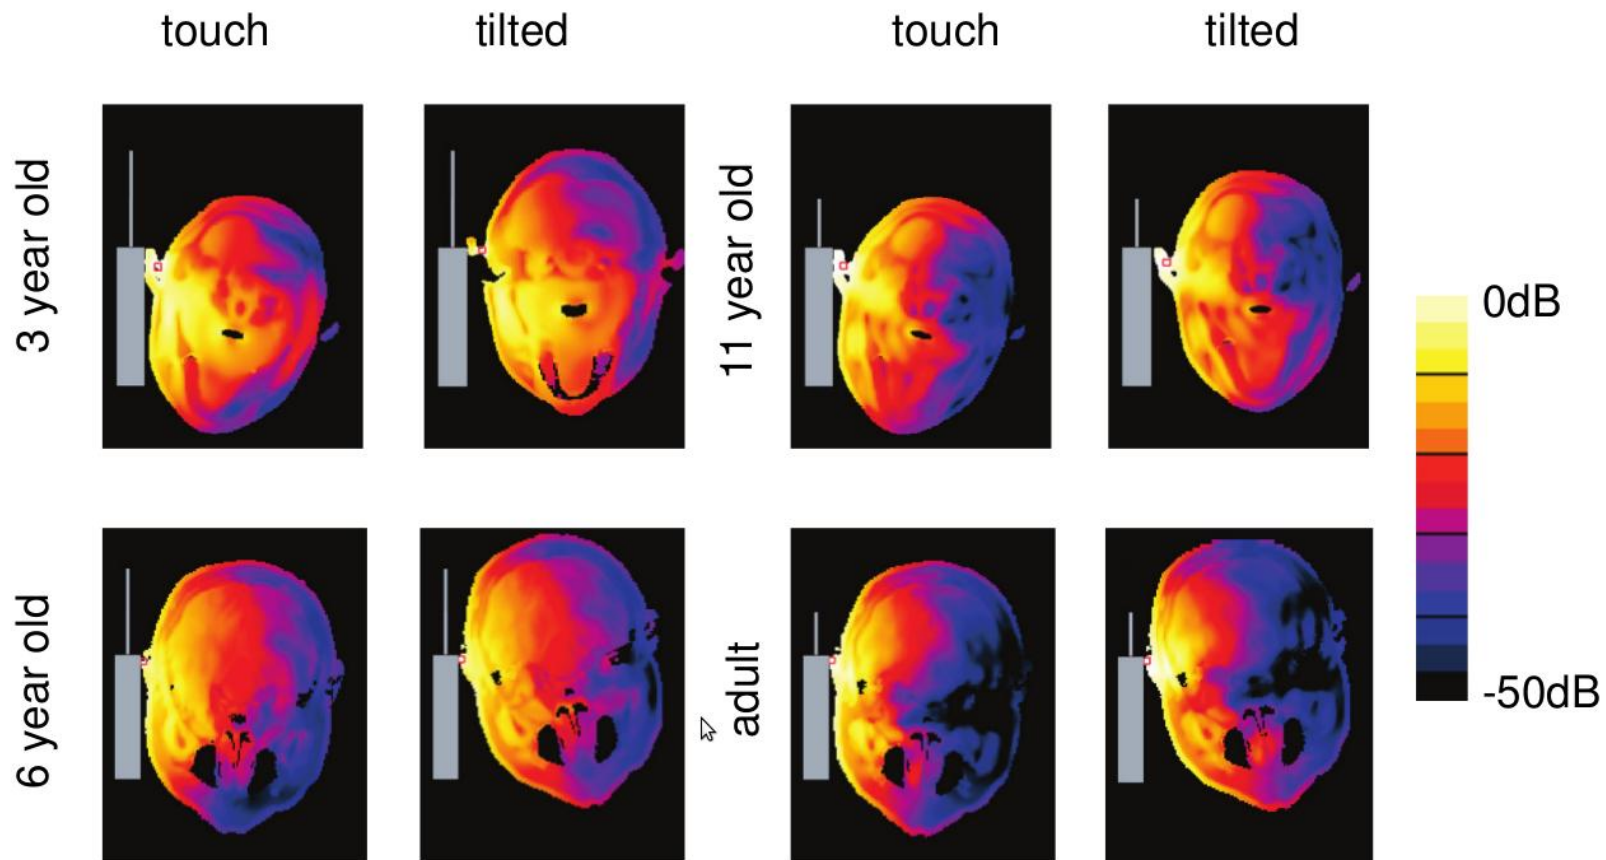 touch
tilted
touch
tilted
3 year old
11 year old
0dB
-50dB
6 year old
adult